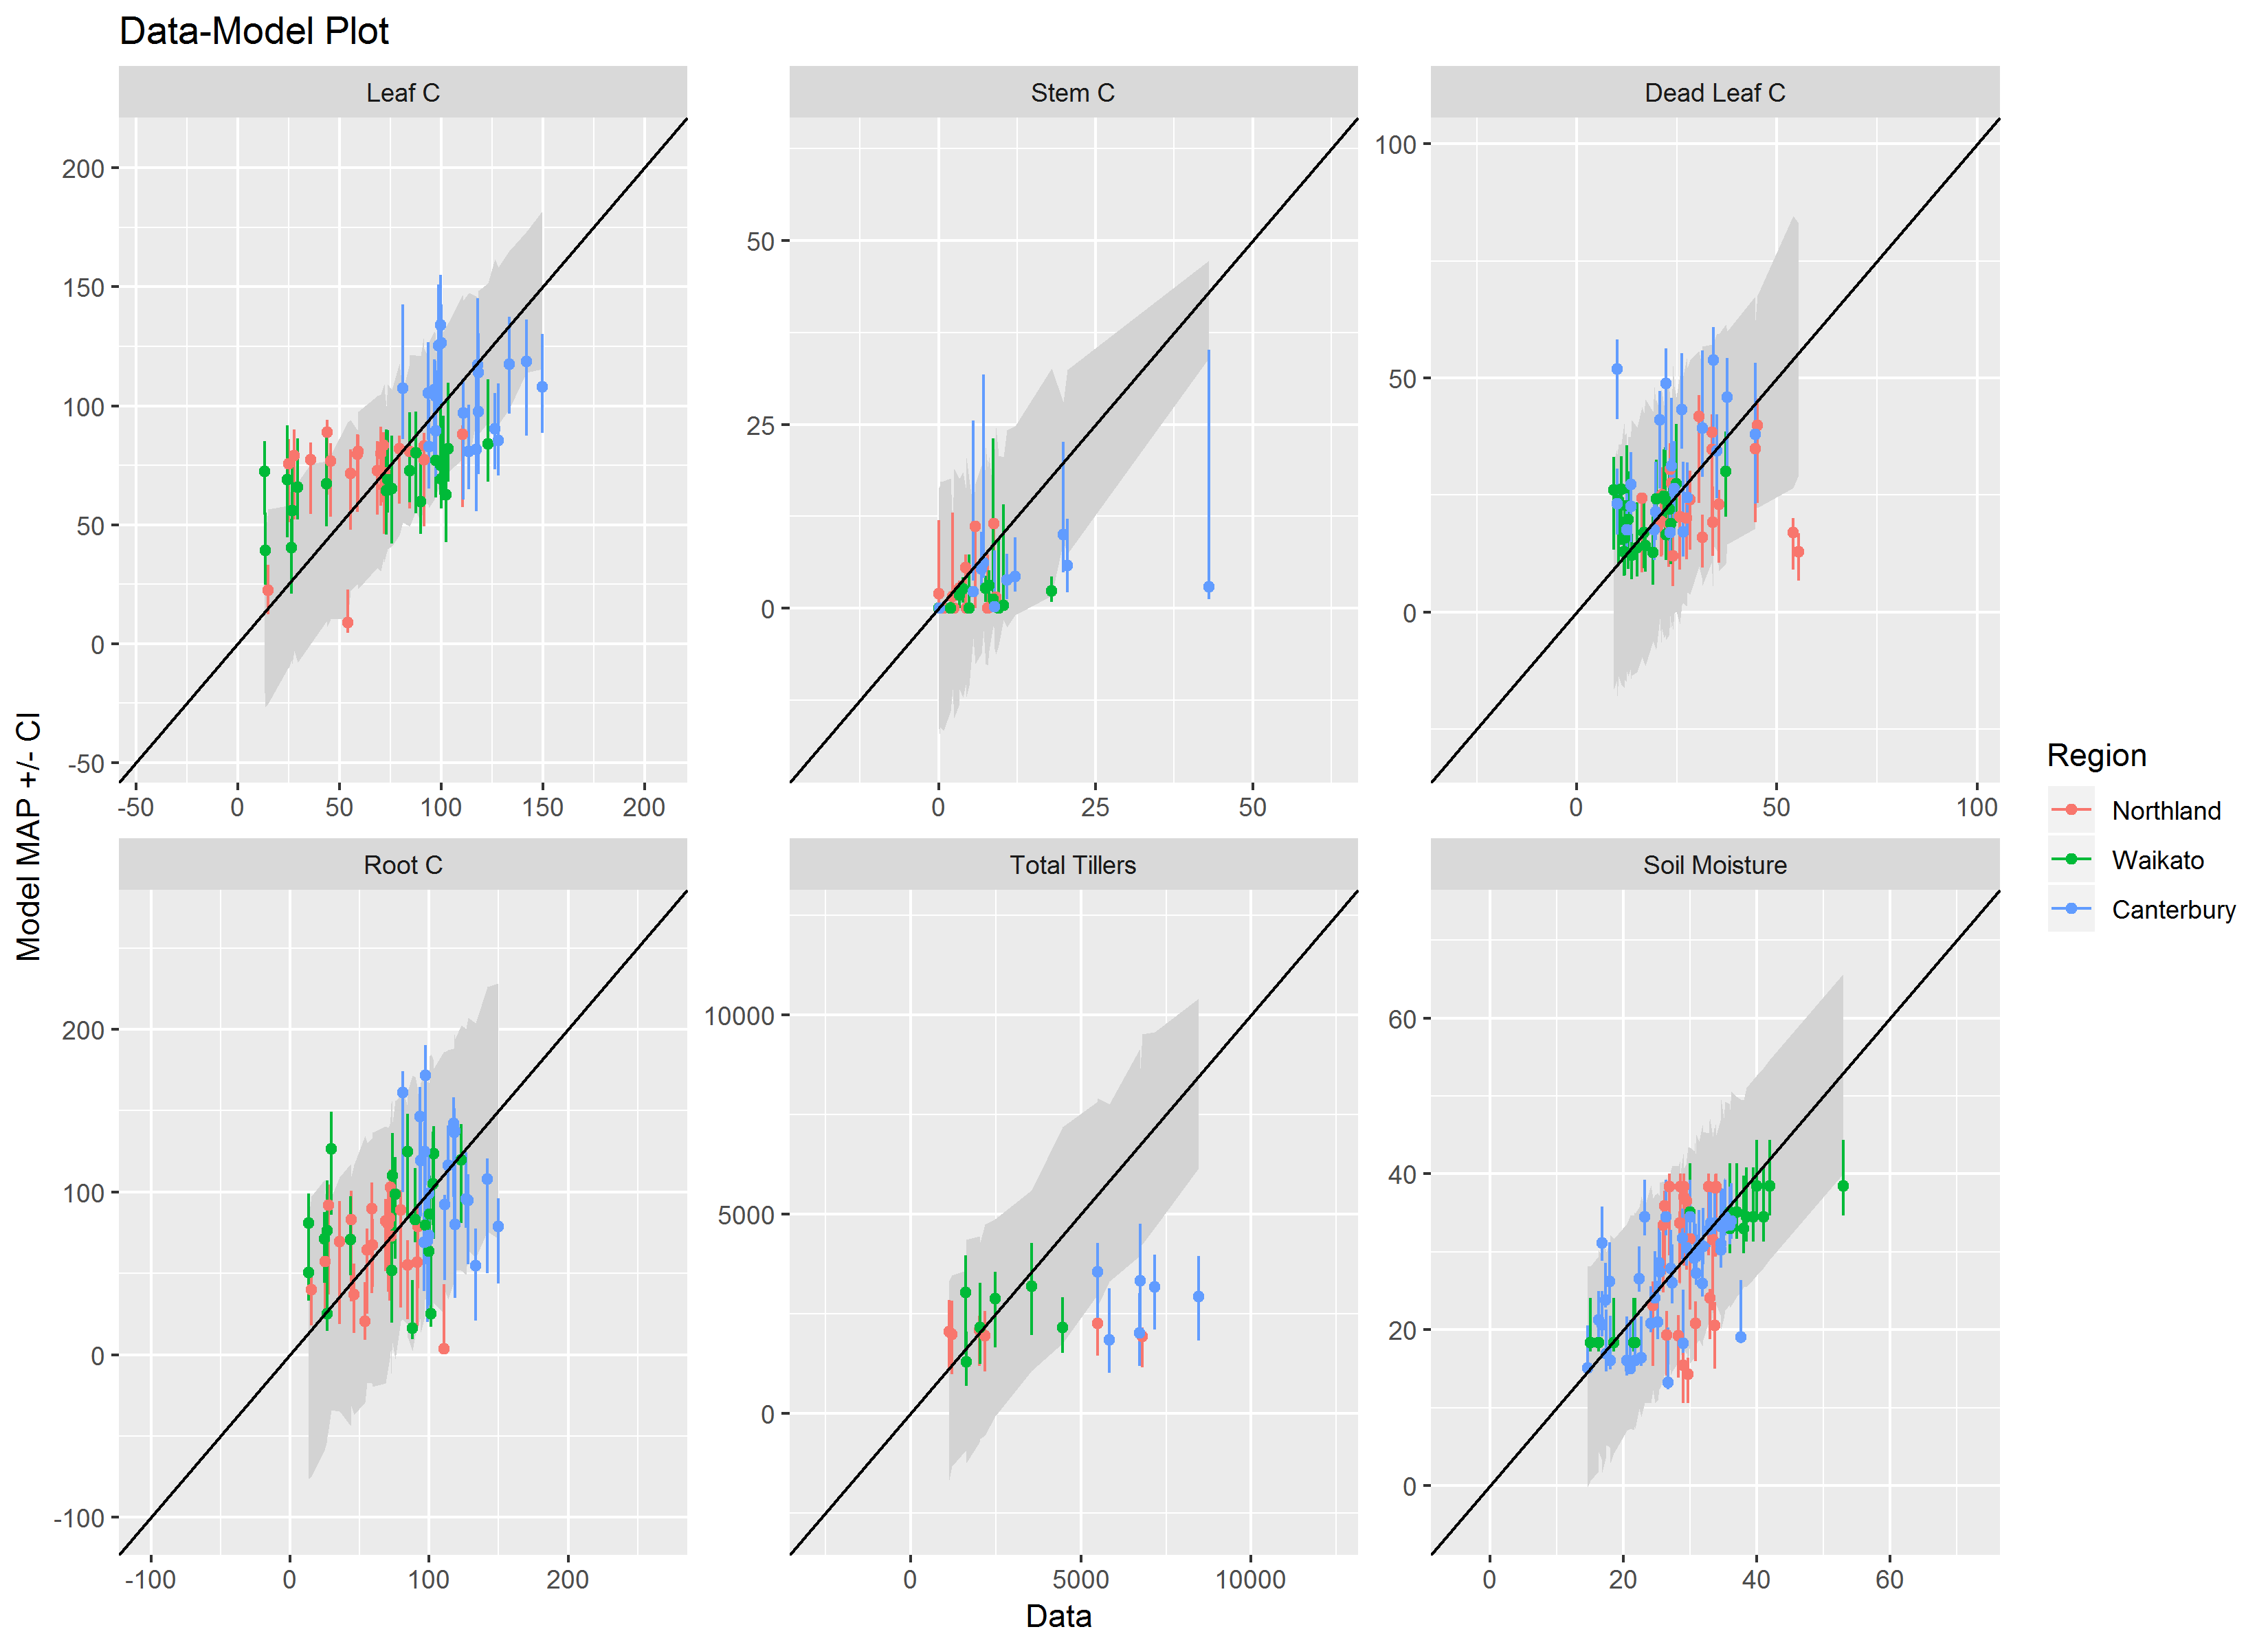 Data-Model Plot
Leaf C
Stem C
Dead Leaf C
200
150
100
50
0
-50
50
25
0
100
50
0
-50 0 50 100 150 200
0 25 50
0 50 100
Root C
Total Tillers
Soil Moisture
200
100
0
-100
10000
5000
0
60
40
20
0
-100 0 100 200
0 5000 10000
0 20 40 60
Model MAP +/- CI
Data
Region
Northland
Waikato
Canterbury